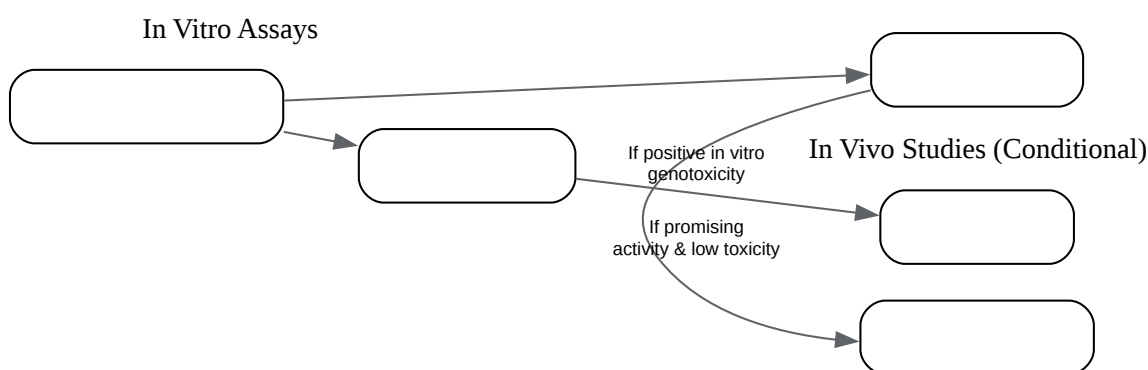 In Vitro Assays
In Vivo Studies (Conditional)
If positive in vitro
genotoxicity
If promising
activity & low toxicity